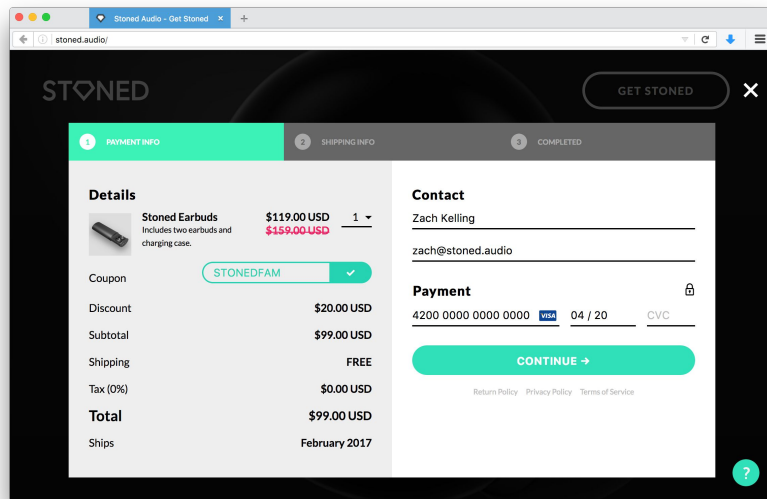 Stoned Audio - Get Stoned × +
stoned.audio/
STONED
GET STONED
1 PAYMENT INFO
2 SHIPPING INFO
3 COMPLETED
Details
Stoned Earbuds $119.00 USD 1
Includes two earbuds and $159.00 USD
charging case.
Coupon STONEDFAM
Discount $20.00 USD
Subtotal $99.00 USD
Shipping FREE
Tax (0%) $0.00 USD
Total $99.00 USD
Ships February 2017
Contact
Zach Kelling
zach@stoned.audio
Payment
4200 0000 0000 0000 VISA 04 / 20 CVC
CONTINUE →
Return Policy Privacy Policy Terms of Service
?